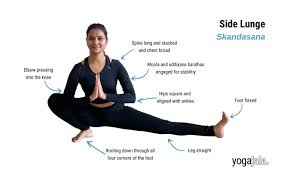 Side Lunge
Skandasana
Spine long and stacked
and chest broad
Elbow pressing
into the knee
Moola and udhiyana bandhas
engaged for stability
Hips square and
aligned with ankles
Foot flexed
Rooting down through all
four corners of the foot
Leg straight
yogajala